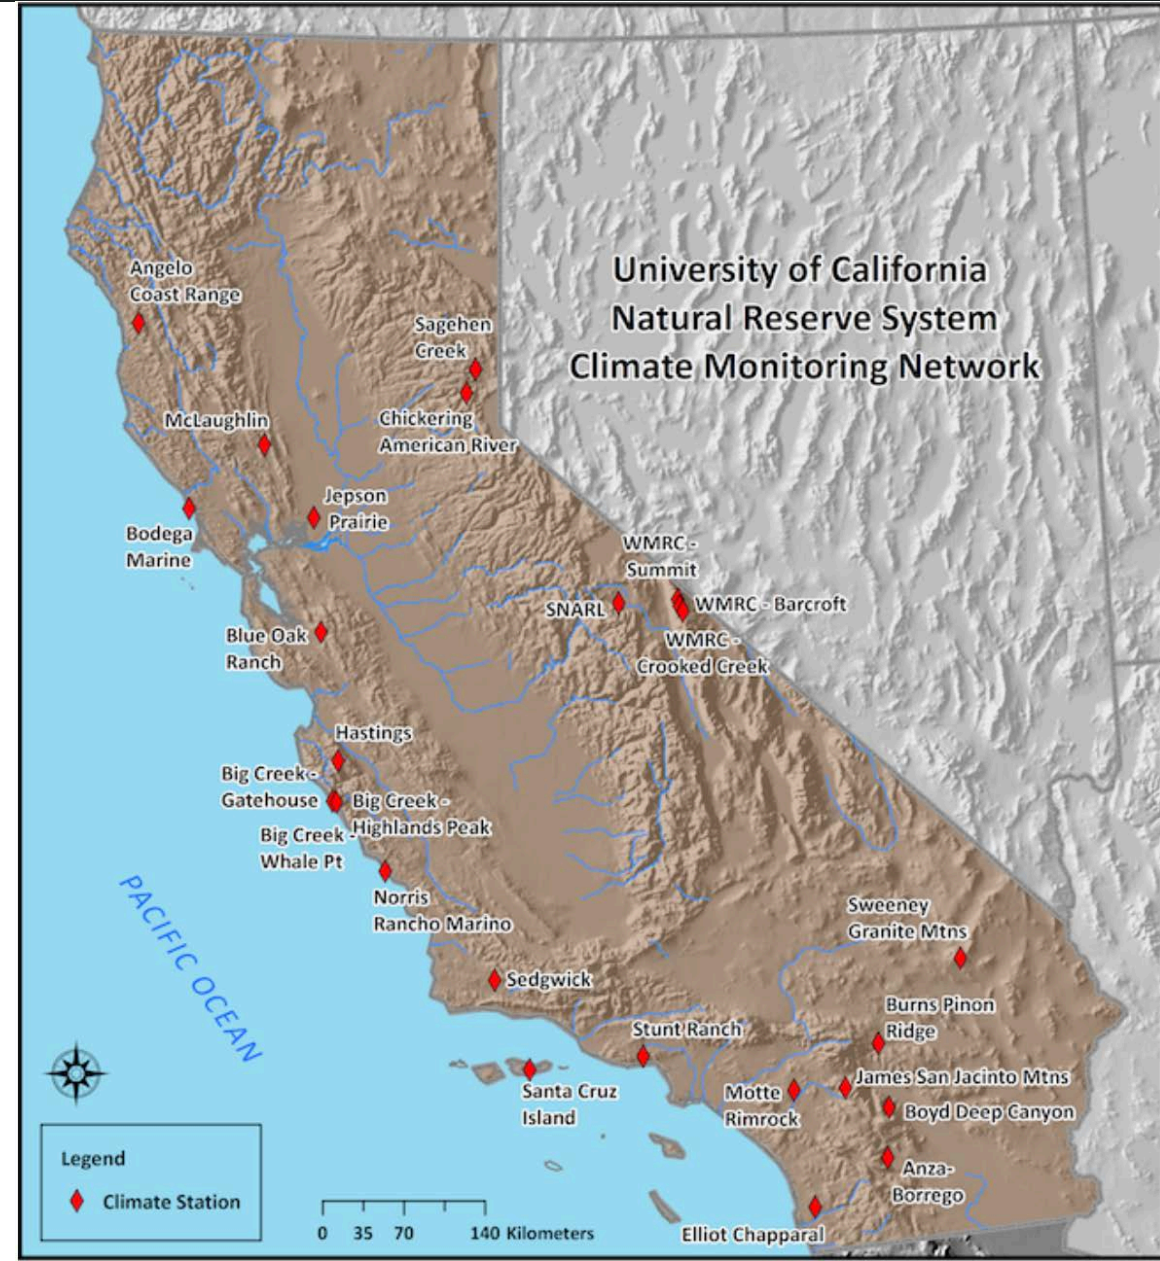 University of California
Natural Reserve System
Climate Monitoring Network
Angelo
Coast Range
Sagehen
Creek
Chickering
American River
McLaughlin
Jepson
Prairie
Bodega
Marine
WMRC -
Summit
SNARL
WMRC - Barcroft
WMRC -
Crooked Creek
Blue Oak
Ranch
Hastings
Big Creek -
Gatehouse
Big Creek -
Highlands Peak
Big Creek -
Whale Pt
Norris
Rancho Marino
PACIFIC OCEAN
Sedgwick
Sweeney
Granite Mtns
Burns Pinon
Ridge
Stunt Ranch
Santa Cruz
Island
Motte
Rimrock
James San Jacinto Mtns
Boyd Deep Canyon
Anza-
Borrego
Elliot Chapparal
Legend
Climate Station
0 35 70 140 Kilometers